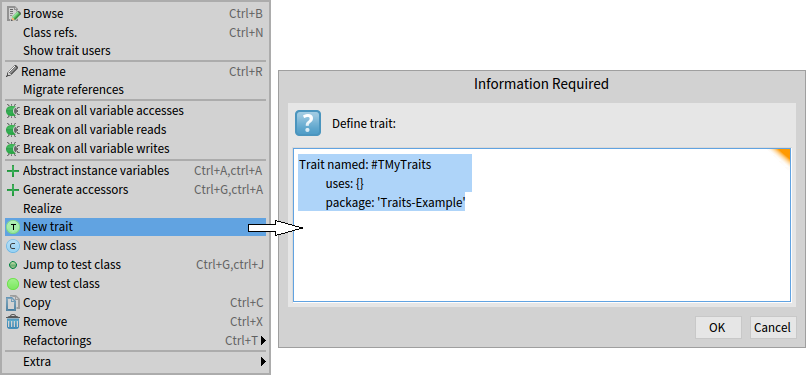 Browse Ctrl+B
Class refs. Ctrl+N
Show trait users
Rename Ctrl+R
Migrate references
Break on all variable accesses
Break on all variable reads
Break on all variable writes
Abstract instance variables Ctrl+A,ctrl+A
Generate accessors Ctrl+G,ctrl+A
Realize
T New trait
C New class
Jump to test class Ctrl+G,ctrl+J
New test class
Copy Ctrl+C
Remove Ctrl+X
Refactorings Ctrl+T
Extra
Information Required
? Define trait:
Trait named: #TMyTraits
uses: {}
package: 'Traits-Example'
OK Cancel